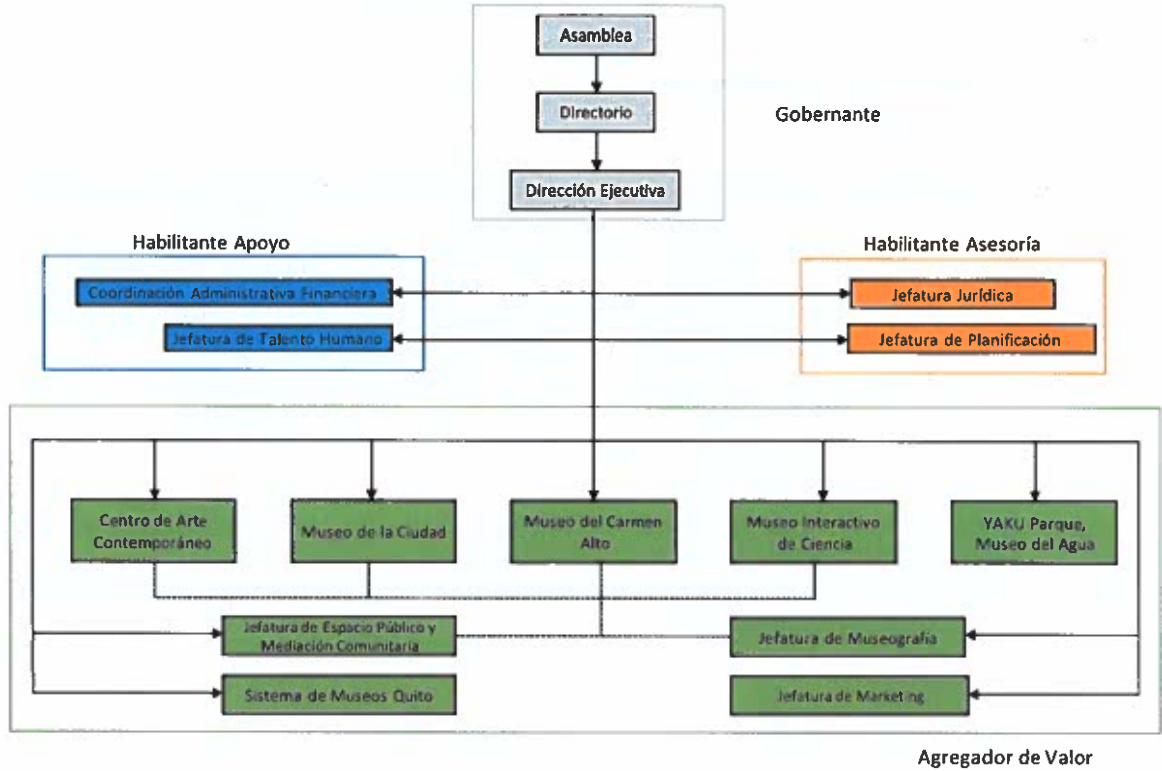 Asamblea
Directorio
Gobernante
Dirección Ejecutiva
Habilitante Apoyo
Habilitante Asesoría
Coordinación Administrativa Financiera
Jefatura Jurídica
Jefatura de Talento Humano
Jefatura de Planificación
Centro de Arte
Contemporáneo
Museo de la Ciudad
Museo del Carmen
Alto
Museo Interactivo
de Ciencia
YAKU Parque,
Museo del Agua
Jefatura de Espacio Público y
Mediación Comunitaria
Jefatura de Museografía
Sistema de Museos Quito
Jefatura de Marketing
Agregador de Valor